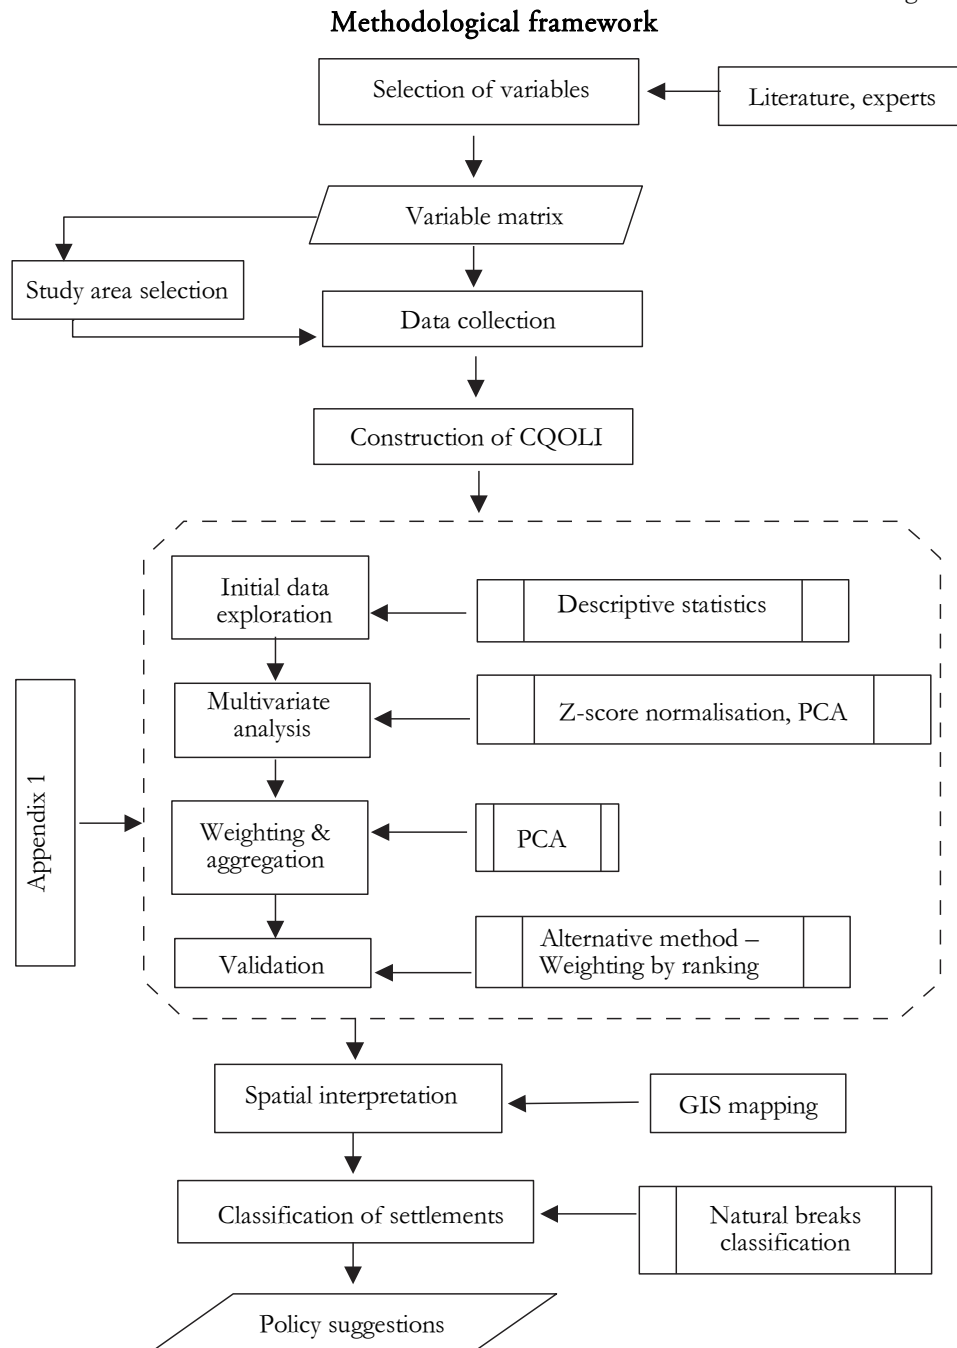 Methodological framework
Selection of variables
Literature, experts
Variable matrix
Study area selection
Data collection
Construction of CQOLI
Initial data
exploration
Descriptive statistics
Multivariate
analysis
Z-score normalisation, PCA
Appendix 1
Weighting &
aggregation
PCA
Validation
Alternative method –
Weighting by ranking
Spatial interpretation
GIS mapping
Classification of settlements
Natural breaks
classification
Policy suggestions